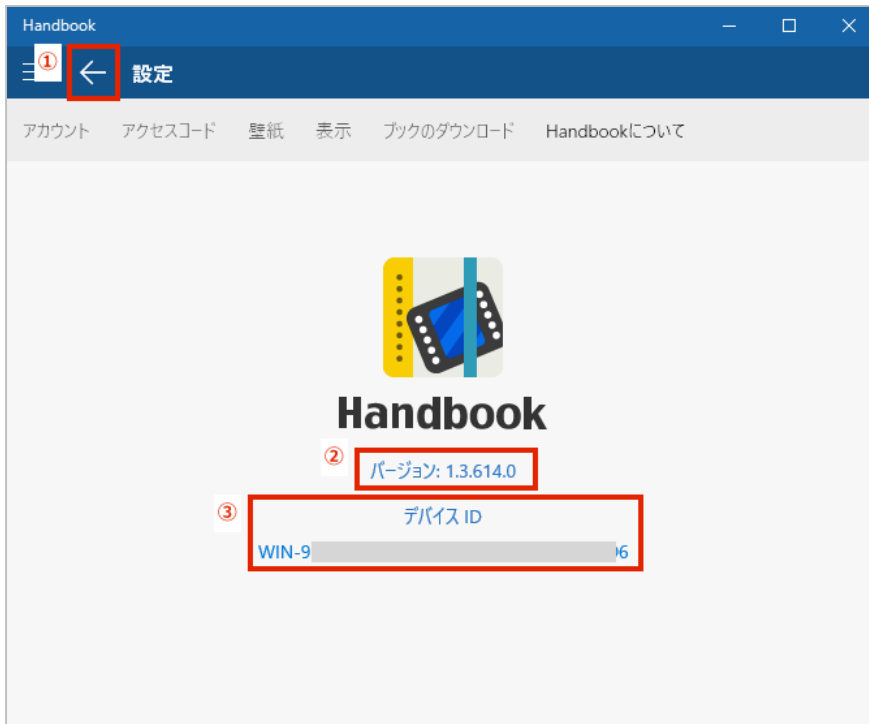 Handbook
① 設定
アカウント アクセスコード 壁紙 表示 ブックのダウンロード Handbookについて
Handbook
② バージョン: 1.3.614.0
③ デバイス ID
WIN-9 6